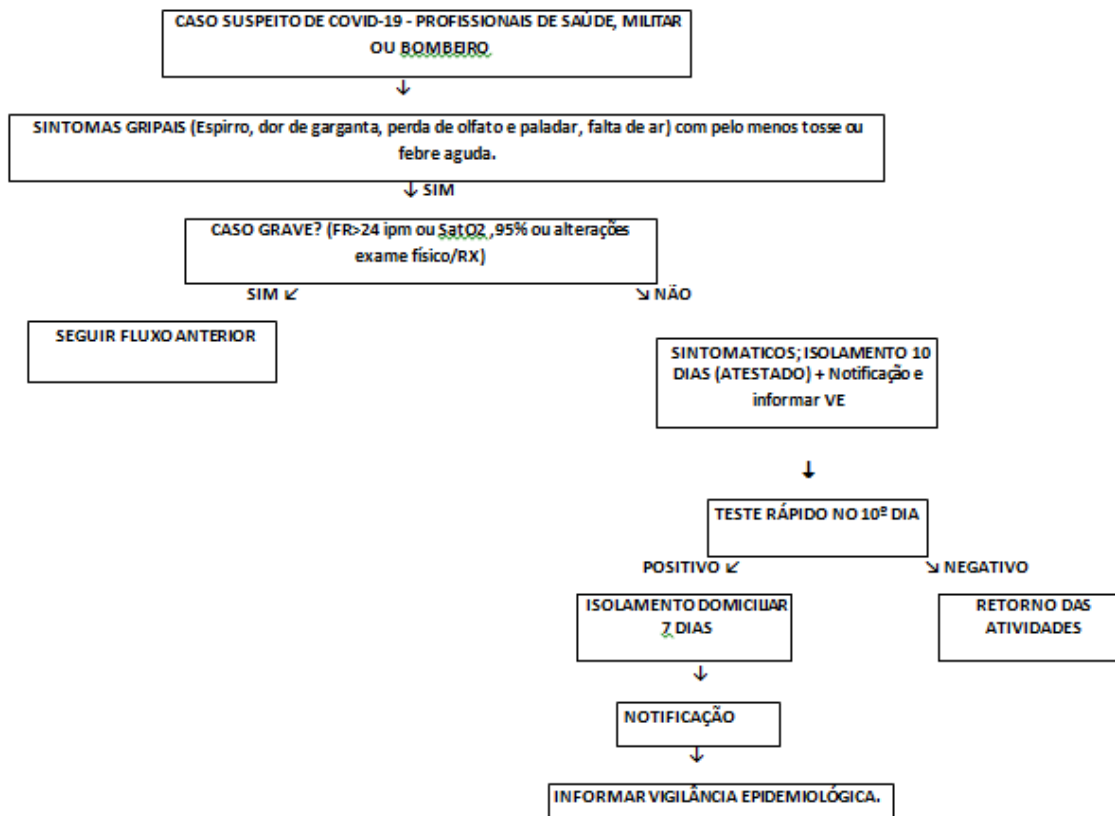 CASO SUSPEITO DE COVID-19 - PROFISSIONAIS DE SAÚDE, MILITAR
OU BOMBEIRO
↓
SINTOMAS GRIPAIS (Espirro, dor de garganta, perda de olfato e paladar, falta de ar) com pelo menos tosse ou
febre aguda.
↓ SIM
CASO GRAVE? (FR>24 ipm ou SatO2 ,95% ou alterações
exame físico/RX)
SIM ↙
↘ NÃO
SEGUIR FLUXO ANTERIOR
SINTOMATICOS; ISOLAMENTO 10
DIAS (ATESTADO) + Notificação e
informar VE
↓
TESTE RÁPIDO NO 10º DIA
POSITIVO ↙
↘ NEGATIVO
ISOLAMENTO DOMICILIAR
7 DIAS
RETORNO DAS
ATIVIDADES
↓
NOTIFICAÇÃO
↓
INFORMAR VIGILÂNCIA EPIDEMIOLÓGICA.